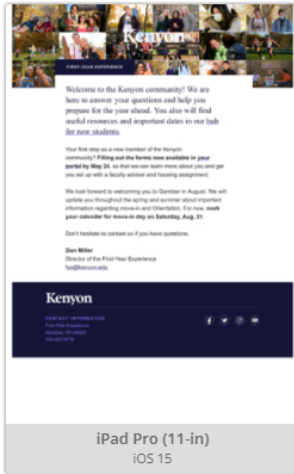 Kenyon
FIRST-YEAR EXPERIENCE
Welcome to the Kenyon community! We are
here to answer your questions and help you
prepare for the year ahead. You also will find
useful resources and important dates in our hub
for new students.
Your first step as a new member of the Kenyon
community? Filling out the forms now available in your
portal by May 24, so that we can learn more about you and get
you set up with a faculty advisor and housing assignment.
We look forward to welcoming you to Gambier in August. We will
update you throughout the spring and summer about important
information regarding move-in and Orientation. For now, mark
your calendar for move-in day on Saturday, Aug. 21.
Don't hesitate to contact us if you have questions.
Don Miller
Director of the First-Year Experience
fye@kenyon.edu
Kenyon
CONTACT INFORMATION
First-Year Experience
Gambier, OH 43022
iPad Pro (11-in)
iOS 15